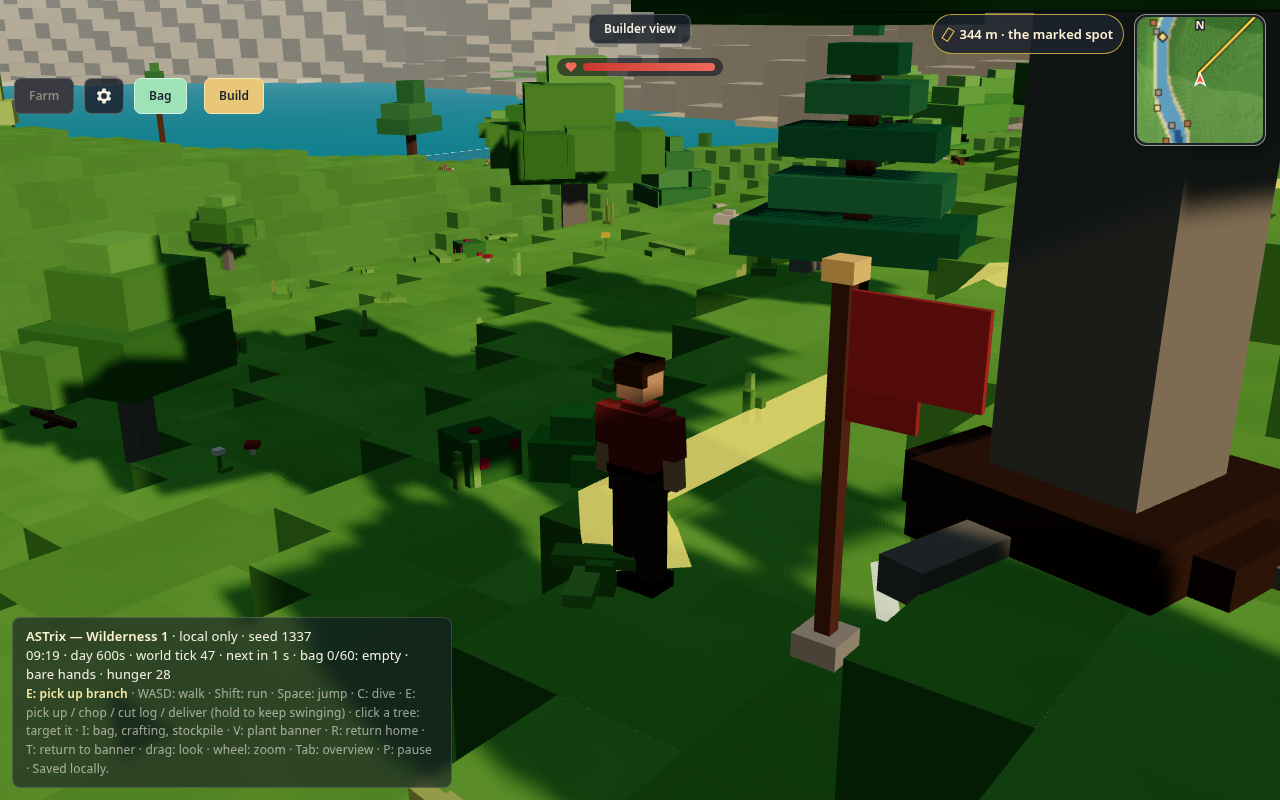 Builder view
344 m · the marked spot
N
Farm
Bag
Build
ASTrix — Wilderness 1 · local only · seed 1337
09:19 · day 600s · world tick 47 · next in 1 s · bag 0/60: empty ·
bare hands · hunger 28
E: pick up branch · WASD: walk · Shift: run · Space: jump · C: dive · E:
pick up / chop / cut log / deliver (hold to keep swinging) · click a tree:
target it · I: bag, crafting, stockpile · V: plant banner · R: return home ·
T: return to banner · drag: look · wheel: zoom · Tab: overview · P: pause
· Saved locally.